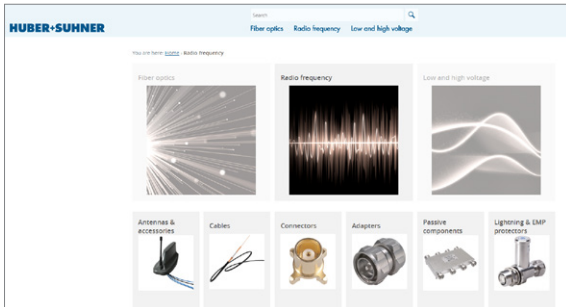 Search
HUBER+SUHNER
Fiber optics Radio frequency Low and high voltage
You are here: Home - Radio frequency
Fiber optics
Radio frequency
Low and high voltage
Antennas &
accessories
Cables
Connectors
Adapters
Passive
components
Lightning & EMP
protectors